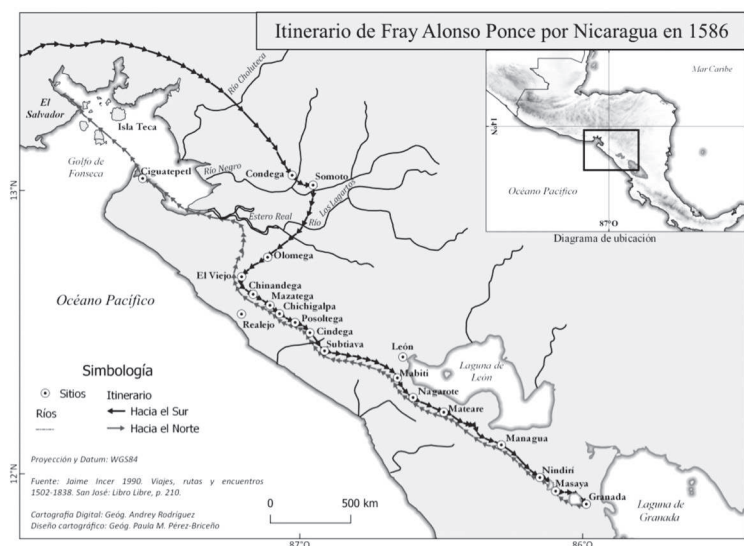 Itinerario de Fray Alonso Ponce por Nicaragua en 1586
Mar Caribe
14°N
Océano Pacífico
87°O
Diagrama de ubicación
Río Choluteca
El
Salvador
Isla Teca
Golfo de
Fonseca
Ciguatepetl
Río Negro
Condega
Somoto
13°N
Río Los Lagartos
Estero Real
Olomega
El Viejo
Chinandega
Mazatega
Chichigalpa
Posoltega
Realejo
Cindega
Subtiava
Océano Pacífico
León
Laguna de
León
Mabiti
Nagarote
Mateare
Managua
Nindirí
Masaya
Granada
Laguna de
Granada
Simbología
Sitios
Itinerario
Ríos
Hacia el Sur
Hacia el Norte
Proyección y Datum: WGS84
12°N
Fuente: Jaime Incer 1990. Viajes, rutas y encuentros
1502-1838. San José: Libro Libre, p. 210.
Cartografía Digital: Geóg. Andrey Rodriguez
Diseño cartográfico: Geóg. Paula M. Pérez-Briceño
0 500 km
87°O
86°O